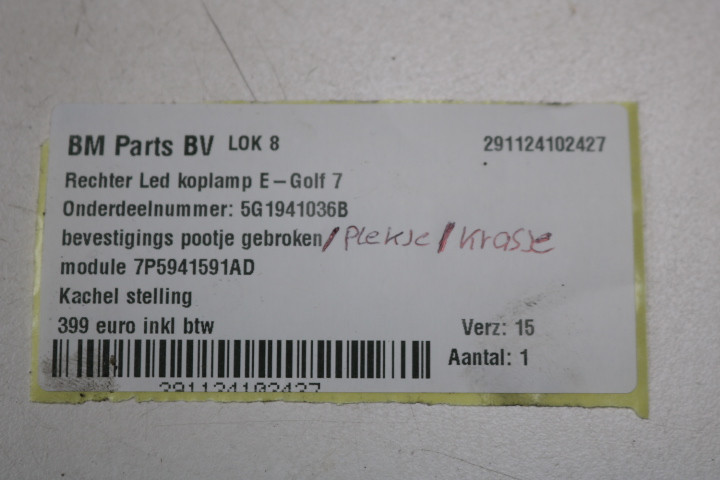 BM Parts BV LOK 8 291124102427
Rechter Led koplamp E-Golf 7
Onderdeelnummer: 5G1941036B
bevestigings pootje gebroken/Plekje/Krasje
module 7P5941591AD
Kachel stelling
399 euro inkl btw Verz: 15
Aantal: 1
291124102427